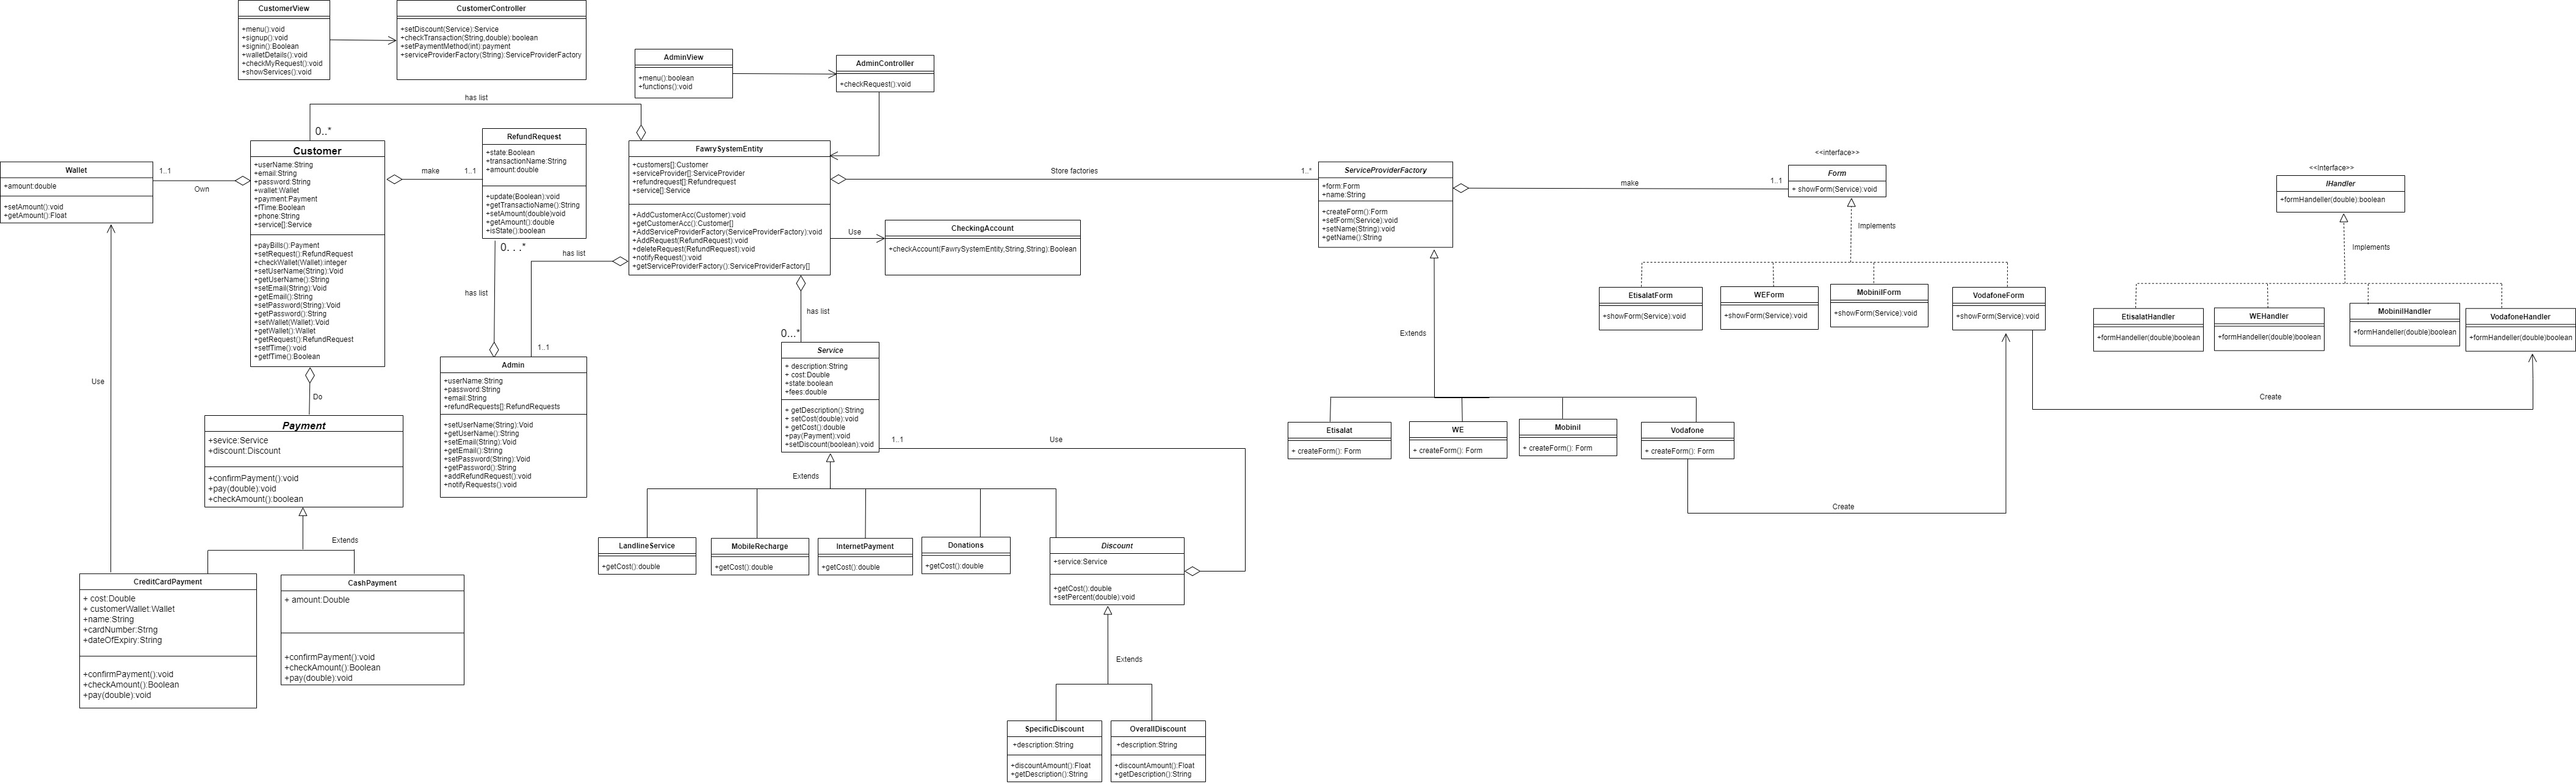 CustomerView
+menu():void
+signup():void
+signin():Boolean
+walletDetails():void
+checkMyRequest():void
+showServices():void
CustomerController
+setDiscount(Service):Service
+checkTransaction(String,double):boolean
+setPaymentMethod(int):payment
+serviceProviderFactory(String):ServiceProviderFactory
AdminView
+menu():boolean
+functions():void
AdminController
+checkRequest():void
has list
0..*
Wallet
+amount:double
+setAmount():void
+getAmount():Float
1..1
Own
Customer
+userName:String
+email:String
+password:String
+wallet:Wallet
+payment:Payment
+fTime:Boolean
+phone:String
+service[]:Service
+payBills():Payment
+setRequest():RefundRequest
+checkWallet(Wallet):integer
+setUserName(String):Void
+getUserName():String
+setEmail(String):Void
+getEmail():String
+setPassword(String):Void
+getPassword():String
+setWallet(Wallet):Void
+getWallet():Wallet
+getRequest():RefundRequest
+setfTime():void
+getfTime():Boolean
make
1..1
RefundRequest
+state:Boolean
+transactionName:String
+amount:double
+update(Boolean):void
+getTransactioName():String
+setAmount(double)void
+getAmount():double
+isState():boolean
0. . .*
has list
has list
1..1
FawrySystemEntity
+customers[]:Customer
+serviceProvider[]:ServiceProvider
+refundrequest[]:Refundrequest
+service[]:Service
+AddCustomerAcc(Customer):void
+getCustomerAcc():Customer[]
+AddServiceProviderFactory(ServiceProviderFactory):void
+AddRequest(RefundRequest):void
+deleteRequest(RefundRequest):void
+notifyRequest():void
+getServiceProviderFactory():ServiceProviderFactory[]
Use
CheckingAccount
+checkAccount(FawrySystemEntity,String,String):Boolean
Store factories
1..*
ServiceProviderFactory
+form:Form
+name:String
+createForm():Form
+setForm(Service):void
+setName(String):void
+getName():String
make
1..1
<<interface>>
Form
+ showForm(Service):void
Implements
EtisalatForm
+showForm(Service):void
WEForm
+showForm(Service):void
MobinilForm
+showForm(Service):void
VodafoneForm
+showForm(Service):void
<<Interface>>
IHandler
+formHandeller(double):boolean
Implements
EtisalatHandler
+formHandeller(double)boolean
WEHandler
+formHandeller(double)boolean
MobinilHandler
+formHandeller(double)boolean
VodafoneHandler
+formHandeller(double)boolean
Create
Extends
Etisalat
+ createForm(): Form
WE
+ createForm(): Form
Mobinil
+ createForm(): Form
Vodafone
+ createForm(): Form
Create
has list
0...*
Service
+ description:String
+ cost:Double
+state:boolean
+fees:double
+ getDescription():String
+ setCost(double):void
+ getCost():double
+pay(Payment):void
+setDiscount(boolean):void
1..1
Use
Extends
LandlineService
+getCost():double
MobileRecharge
+getCost():double
InternetPayment
+getCost():double
Donations
+getCost():double
Discount
+service:Service
+getCost():double
+setPercent(double):void
Extends
SpecificDiscount
+description:String
+discountAmount():Float
+getDescription():String
OverallDiscount
+description:String
+discountAmount():Float
+getDescription():String
Admin
+userName:String
+password:String
+email:String
+refundRequests[]:RefundRequests
+setUserName(String):Void
+getUserName():String
+setEmail(String):Void
+getEmail():String
+setPassword(String):Void
+getPassword():String
+addRefundRequest():void
+notifyRequests():void
Use
Do
Payment
+sevice:Service
+discount:Discount
+confirmPayment():void
+pay(double):void
+checkAmount():boolean
Extends
CreditCardPayment
+ cost:Double
+ customerWallet:Wallet
+name:String
+cardNumber:Strng
+dateOfExpiry:String
+confirmPayment():void
+checkAmount():Boolean
+pay(double):void
CashPayment
+ amount:Double
+confirmPayment():void
+checkAmount():Boolean
+pay(double):void